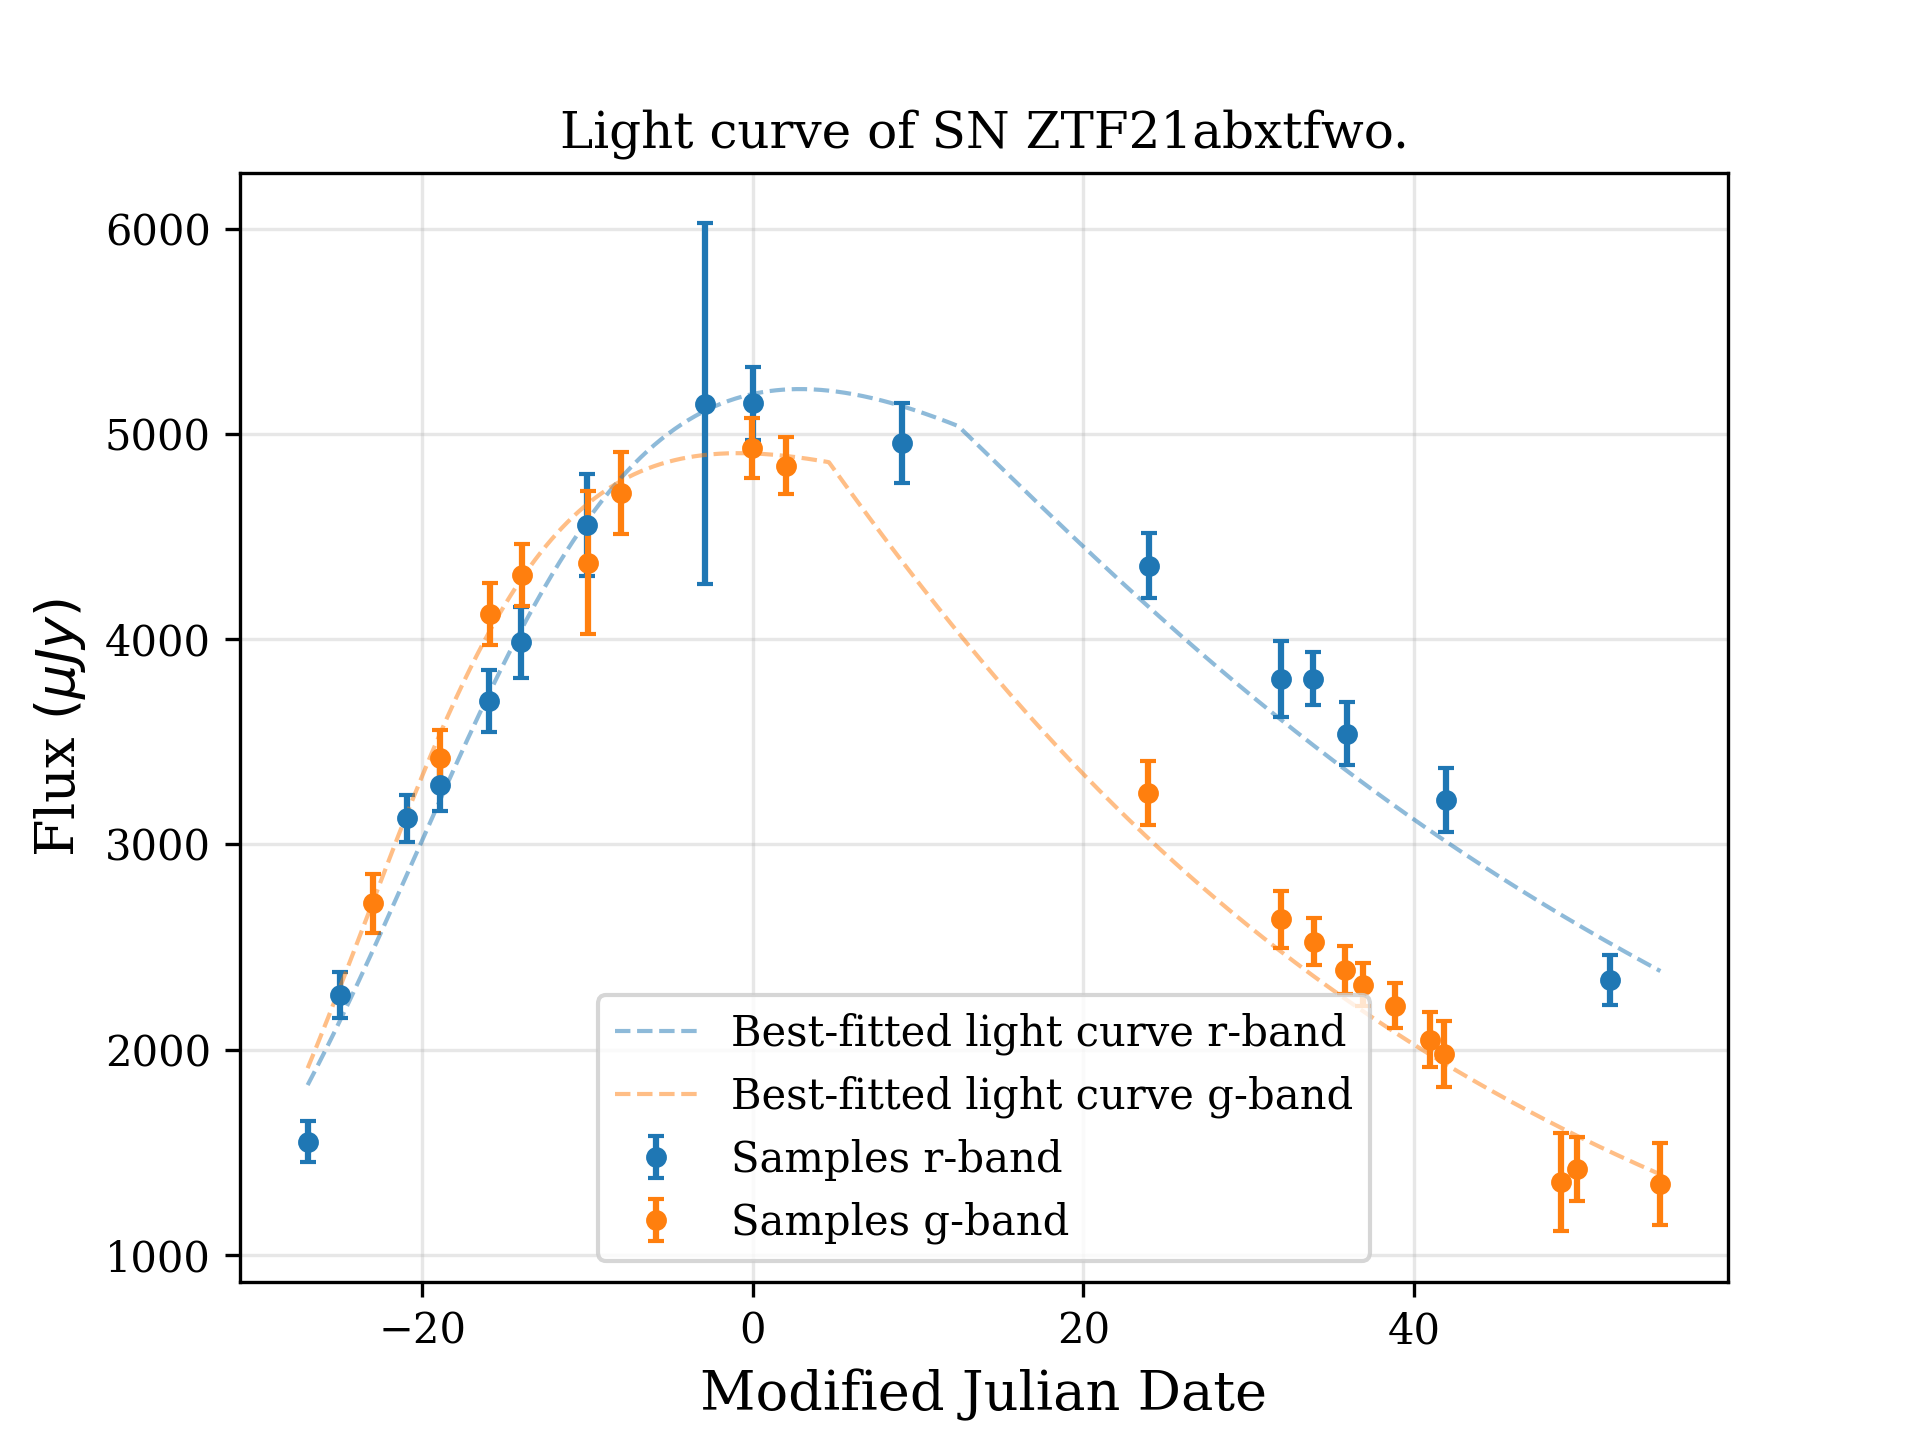 Light curve of SN ZTF21abxtfwo.
Flux (μJy)
6000
5000
4000
3000
2000
1000
Best-fitted light curve r-band
Best-fitted light curve g-band
Samples r-band
Samples g-band
−20
0
20
40
Modified Julian Date